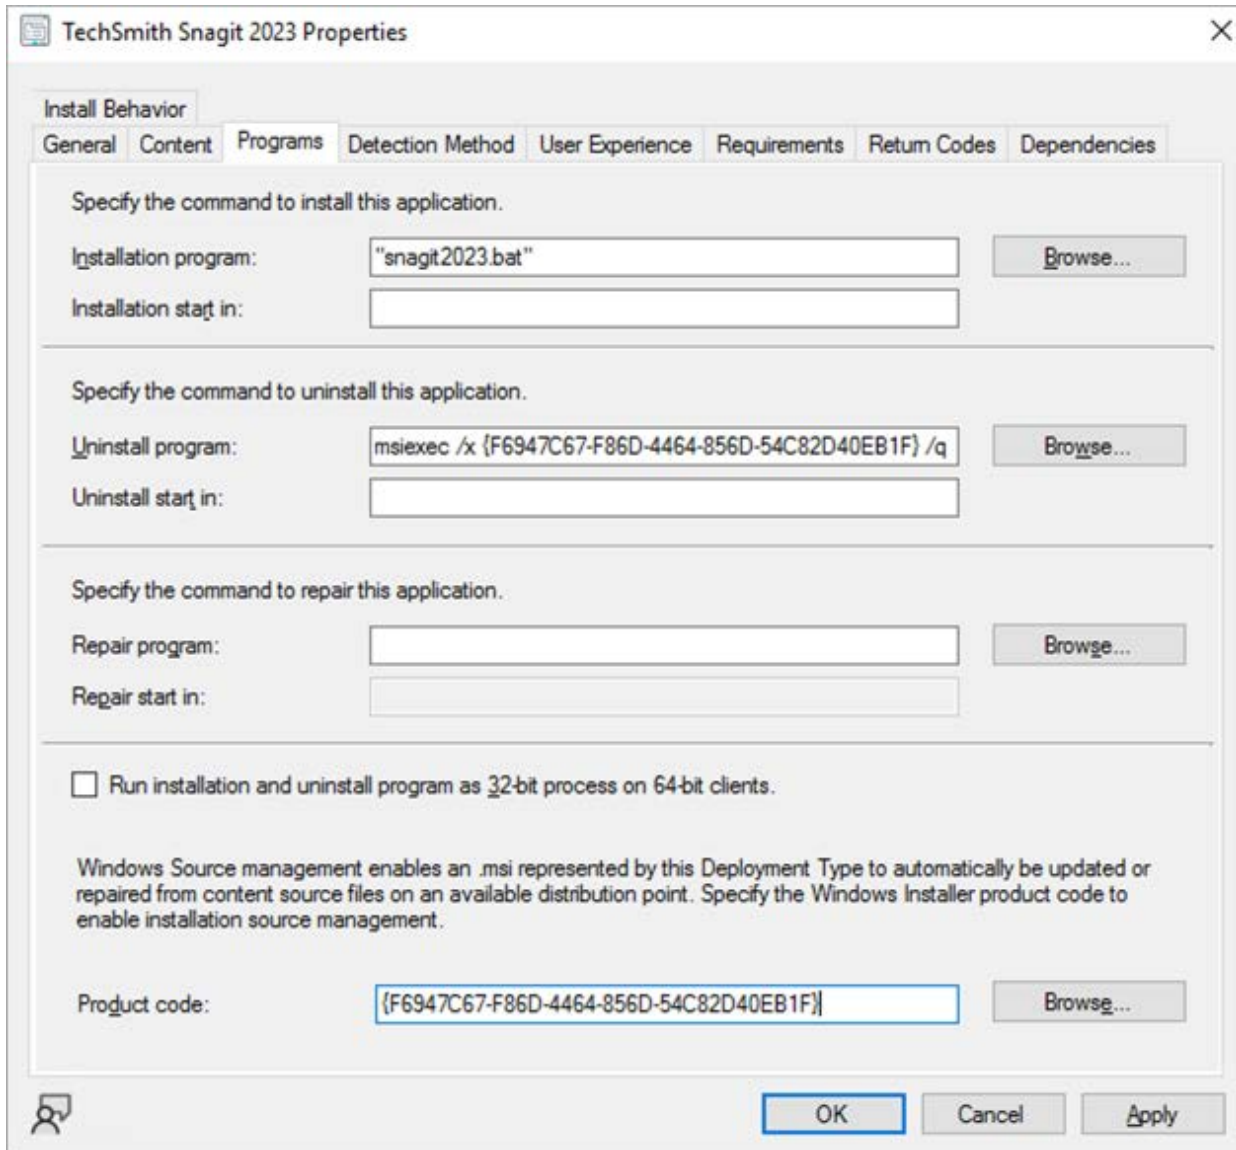 TechSmith Snagit 2023 Properties
Install Behavior
General Content Programs Detection Method User Experience Requirements Return Codes Dependencies
Specify the command to install this application.
Installation program: "snagit2023.bat" Browse...
Installation start in:
Specify the command to uninstall this application.
Uninstall program: msiexec /x {F6947C67-F86D-4464-856D-54C82D40EB1F} /q Browse...
Uninstall start in:
Specify the command to repair this application.
Repair program: Browse...
Repair start in:
Run installation and uninstall program as 32-bit process on 64-bit clients.
Windows Source management enables an .msi represented by this Deployment Type to automatically be updated or
repaired from content source files on an available distribution point. Specify the Windows Installer product code to
enable installation source management.
Product code: {F6947C67-F86D-4464-856D-54C82D40EB1F} Browse...
OK Cancel Apply